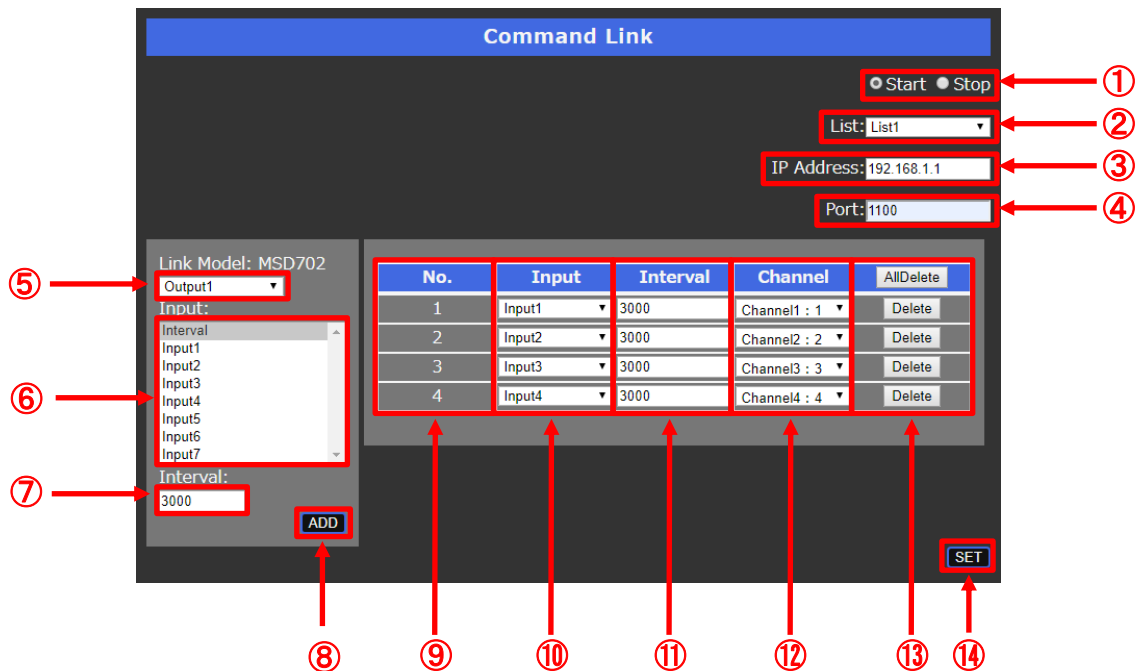 Command Link
Start Stop ①
List: List1 ②
IP Address: 192.168.1.1 ③
Port: 1100 ④
Link Model: MSD702
⑤ Output1
Input:
⑥ Interval
Input1
Input2
Input3
Input4
Input5
Input6
Input7
Interval:
⑦ 3000
ADD
No. Input Interval Channel AllDelete
1 Input1 3000 Channel1 : 1 Delete
2 Input2 3000 Channel2 : 2 Delete
3 Input3 3000 Channel3 : 3 Delete
4 Input4 3000 Channel4 : 4 Delete
SET
⑧ ⑨ ⑩ ⑪ ⑫ ⑬ ⑭